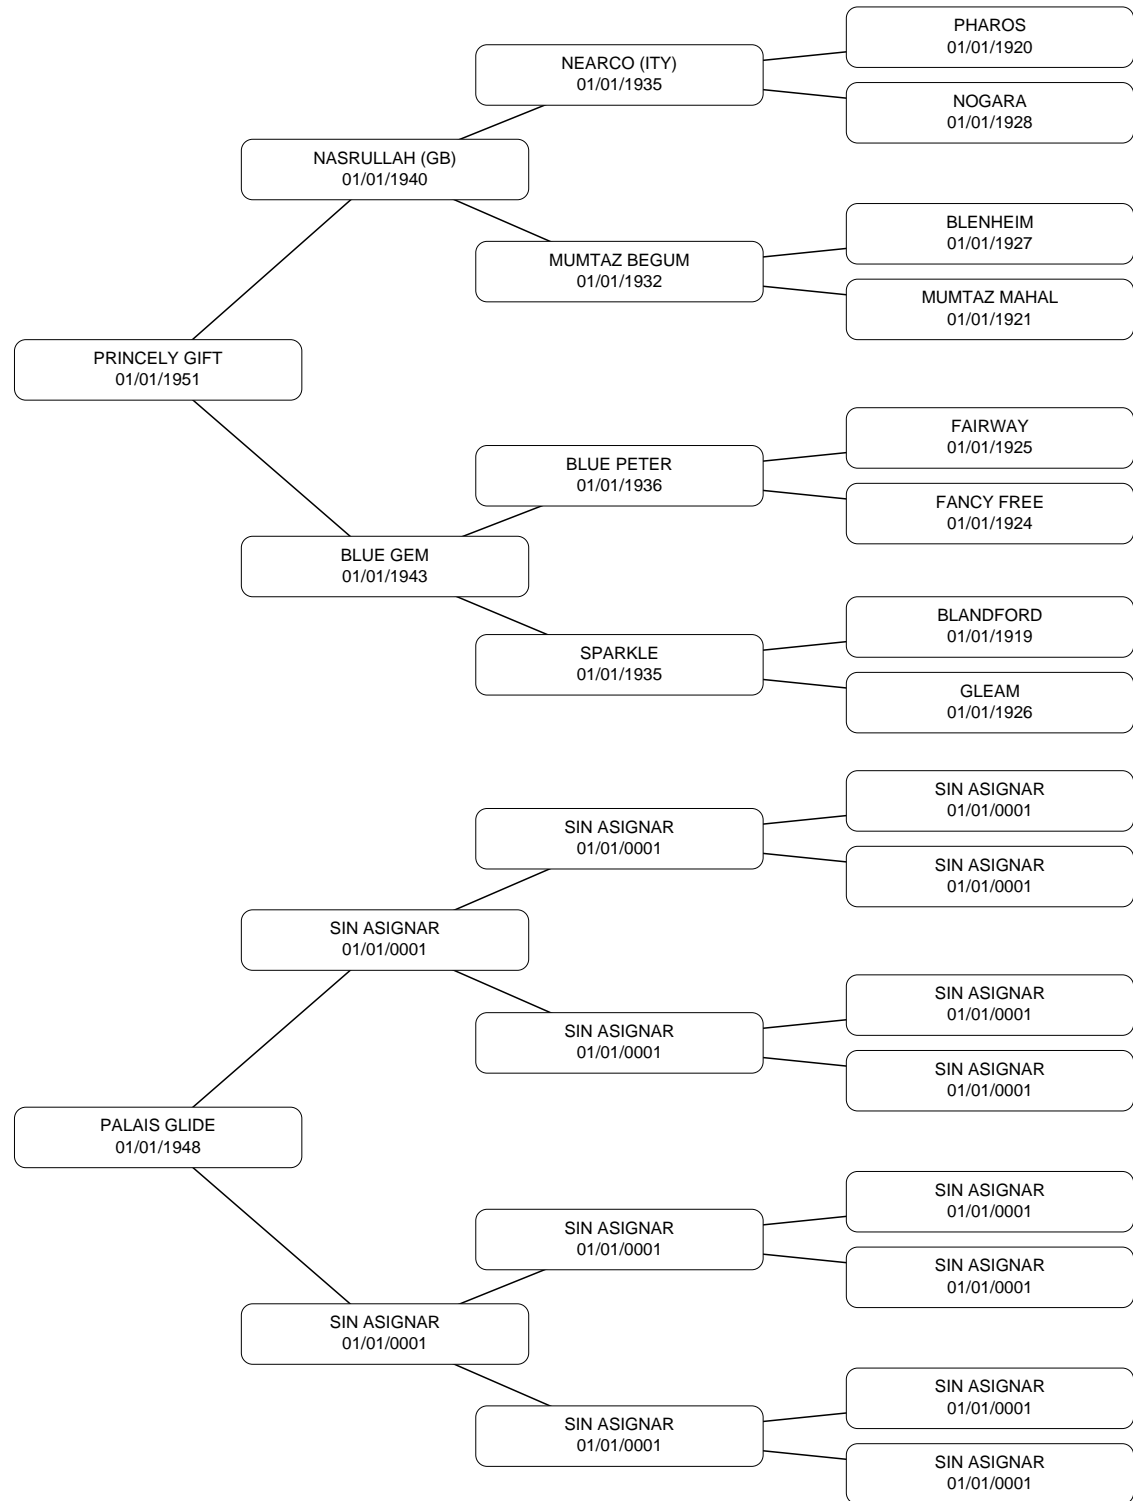 PHAROS
01/01/1920
NEARCO (ITY)
01/01/1935
NOGARA
01/01/1928
NASRULLAH (GB)
01/01/1940
BLENHEIM
01/01/1927
MUMTAZ BEGUM
01/01/1932
MUMTAZ MAHAL
01/01/1921
PRINCELY GIFT
01/01/1951
FAIRWAY
01/01/1925
BLUE PETER
01/01/1936
FANCY FREE
01/01/1924
BLUE GEM
01/01/1943
BLANDFORD
01/01/1919
SPARKLE
01/01/1935
GLEAM
01/01/1926
SIN ASIGNAR
01/01/0001
SIN ASIGNAR
01/01/0001
SIN ASIGNAR
01/01/0001
SIN ASIGNAR
01/01/0001
SIN ASIGNAR
01/01/0001
SIN ASIGNAR
01/01/0001
SIN ASIGNAR
01/01/0001
PALAIS GLIDE
01/01/1948
SIN ASIGNAR
01/01/0001
SIN ASIGNAR
01/01/0001
SIN ASIGNAR
01/01/0001
SIN ASIGNAR
01/01/0001
SIN ASIGNAR
01/01/0001
SIN ASIGNAR
01/01/0001
SIN ASIGNAR
01/01/0001